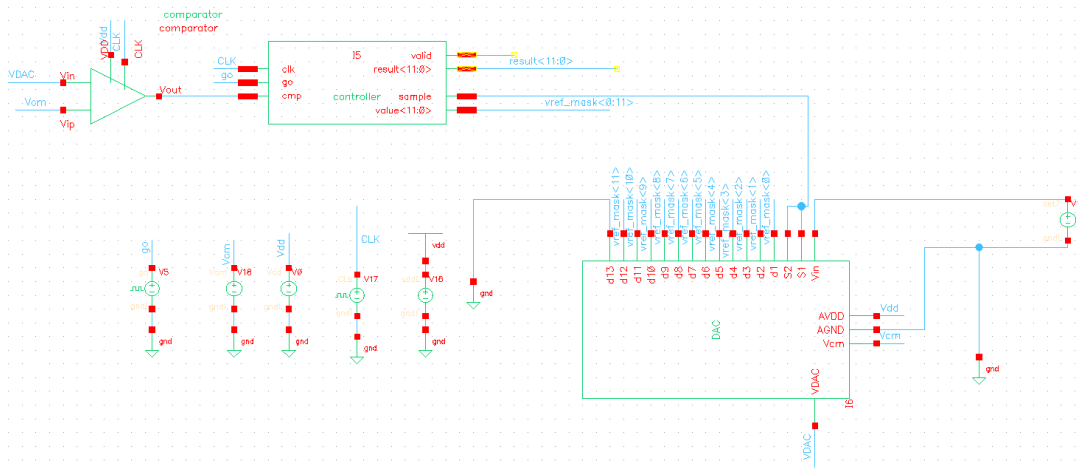 comparator
comparator
Vdd
CLK
VDD
CLK
VDAC
Vin
Vout
Vcm
Vip
I5
CLK
clk
valid
go
go
result<11:0>
result<11:0>
cmp
controller
sample
value<11:0>
vref_mask<0:11>
vref_mask<11>
vref_mask<10>
vref_mask<9>
vref_mask<8>
vref_mask<7>
vref_mask<6>
vref_mask<5>
vref_mask<4>
vref_mask<3>
vref_mask<2>
vref_mask<1>
vref_mask<0>
d13
d12
d11
d10
d9
d8
d7
d6
d5
d4
d3
d2
d1
S2
S1
Vin
go
V5
gnd
Vcm
V18
gnd
Vdd
V0
gnd
CLK
V17
gnd
vdd
V16
gnd
gnd
DAC
AVDD
Vdd
AGND
Vcm
Vcm
gnd
VDAC
I6
VDAC